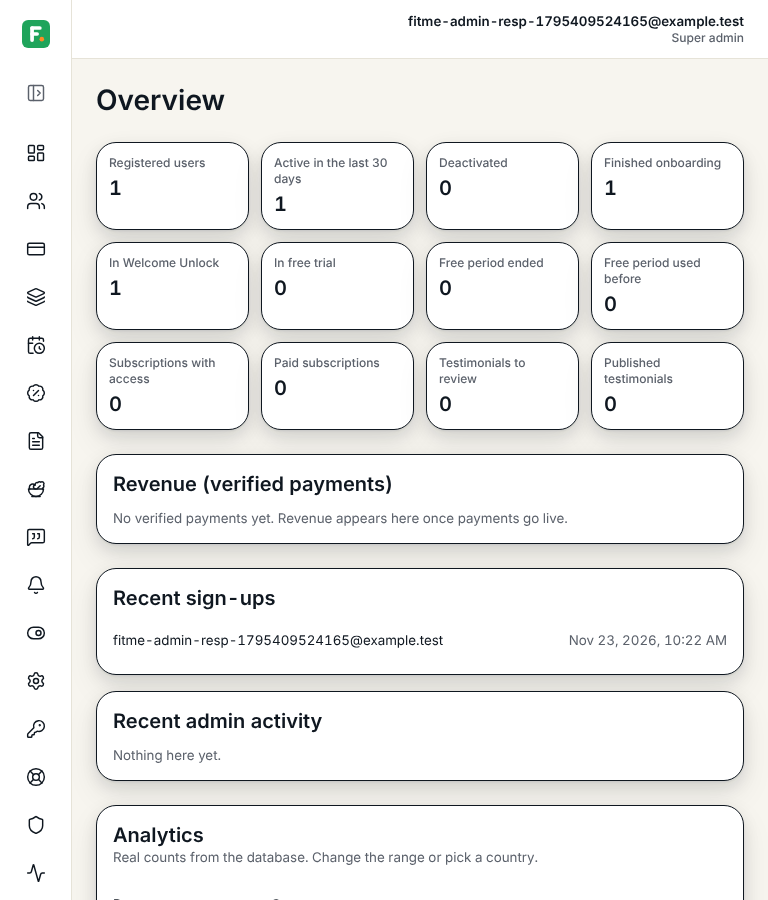 F.
fitme-admin-resp-1795409524165@example.test
Super admin
Overview
Registered users
1
Active in the last 30
days
1
Deactivated
0
Finished onboarding
1
In Welcome Unlock
1
In free trial
0
Free period ended
0
Free period used
before
0
Subscriptions with
access
0
Paid subscriptions
0
Testimonials to
review
0
Published
testimonials
0
Revenue (verified payments)
No verified payments yet. Revenue appears here once payments go live.
Recent sign-ups
fitme-admin-resp-1795409524165@example.test
Nov 23, 2026, 10:22 AM
Recent admin activity
Nothing here yet.
Analytics
Real counts from the database. Change the range or pick a country.